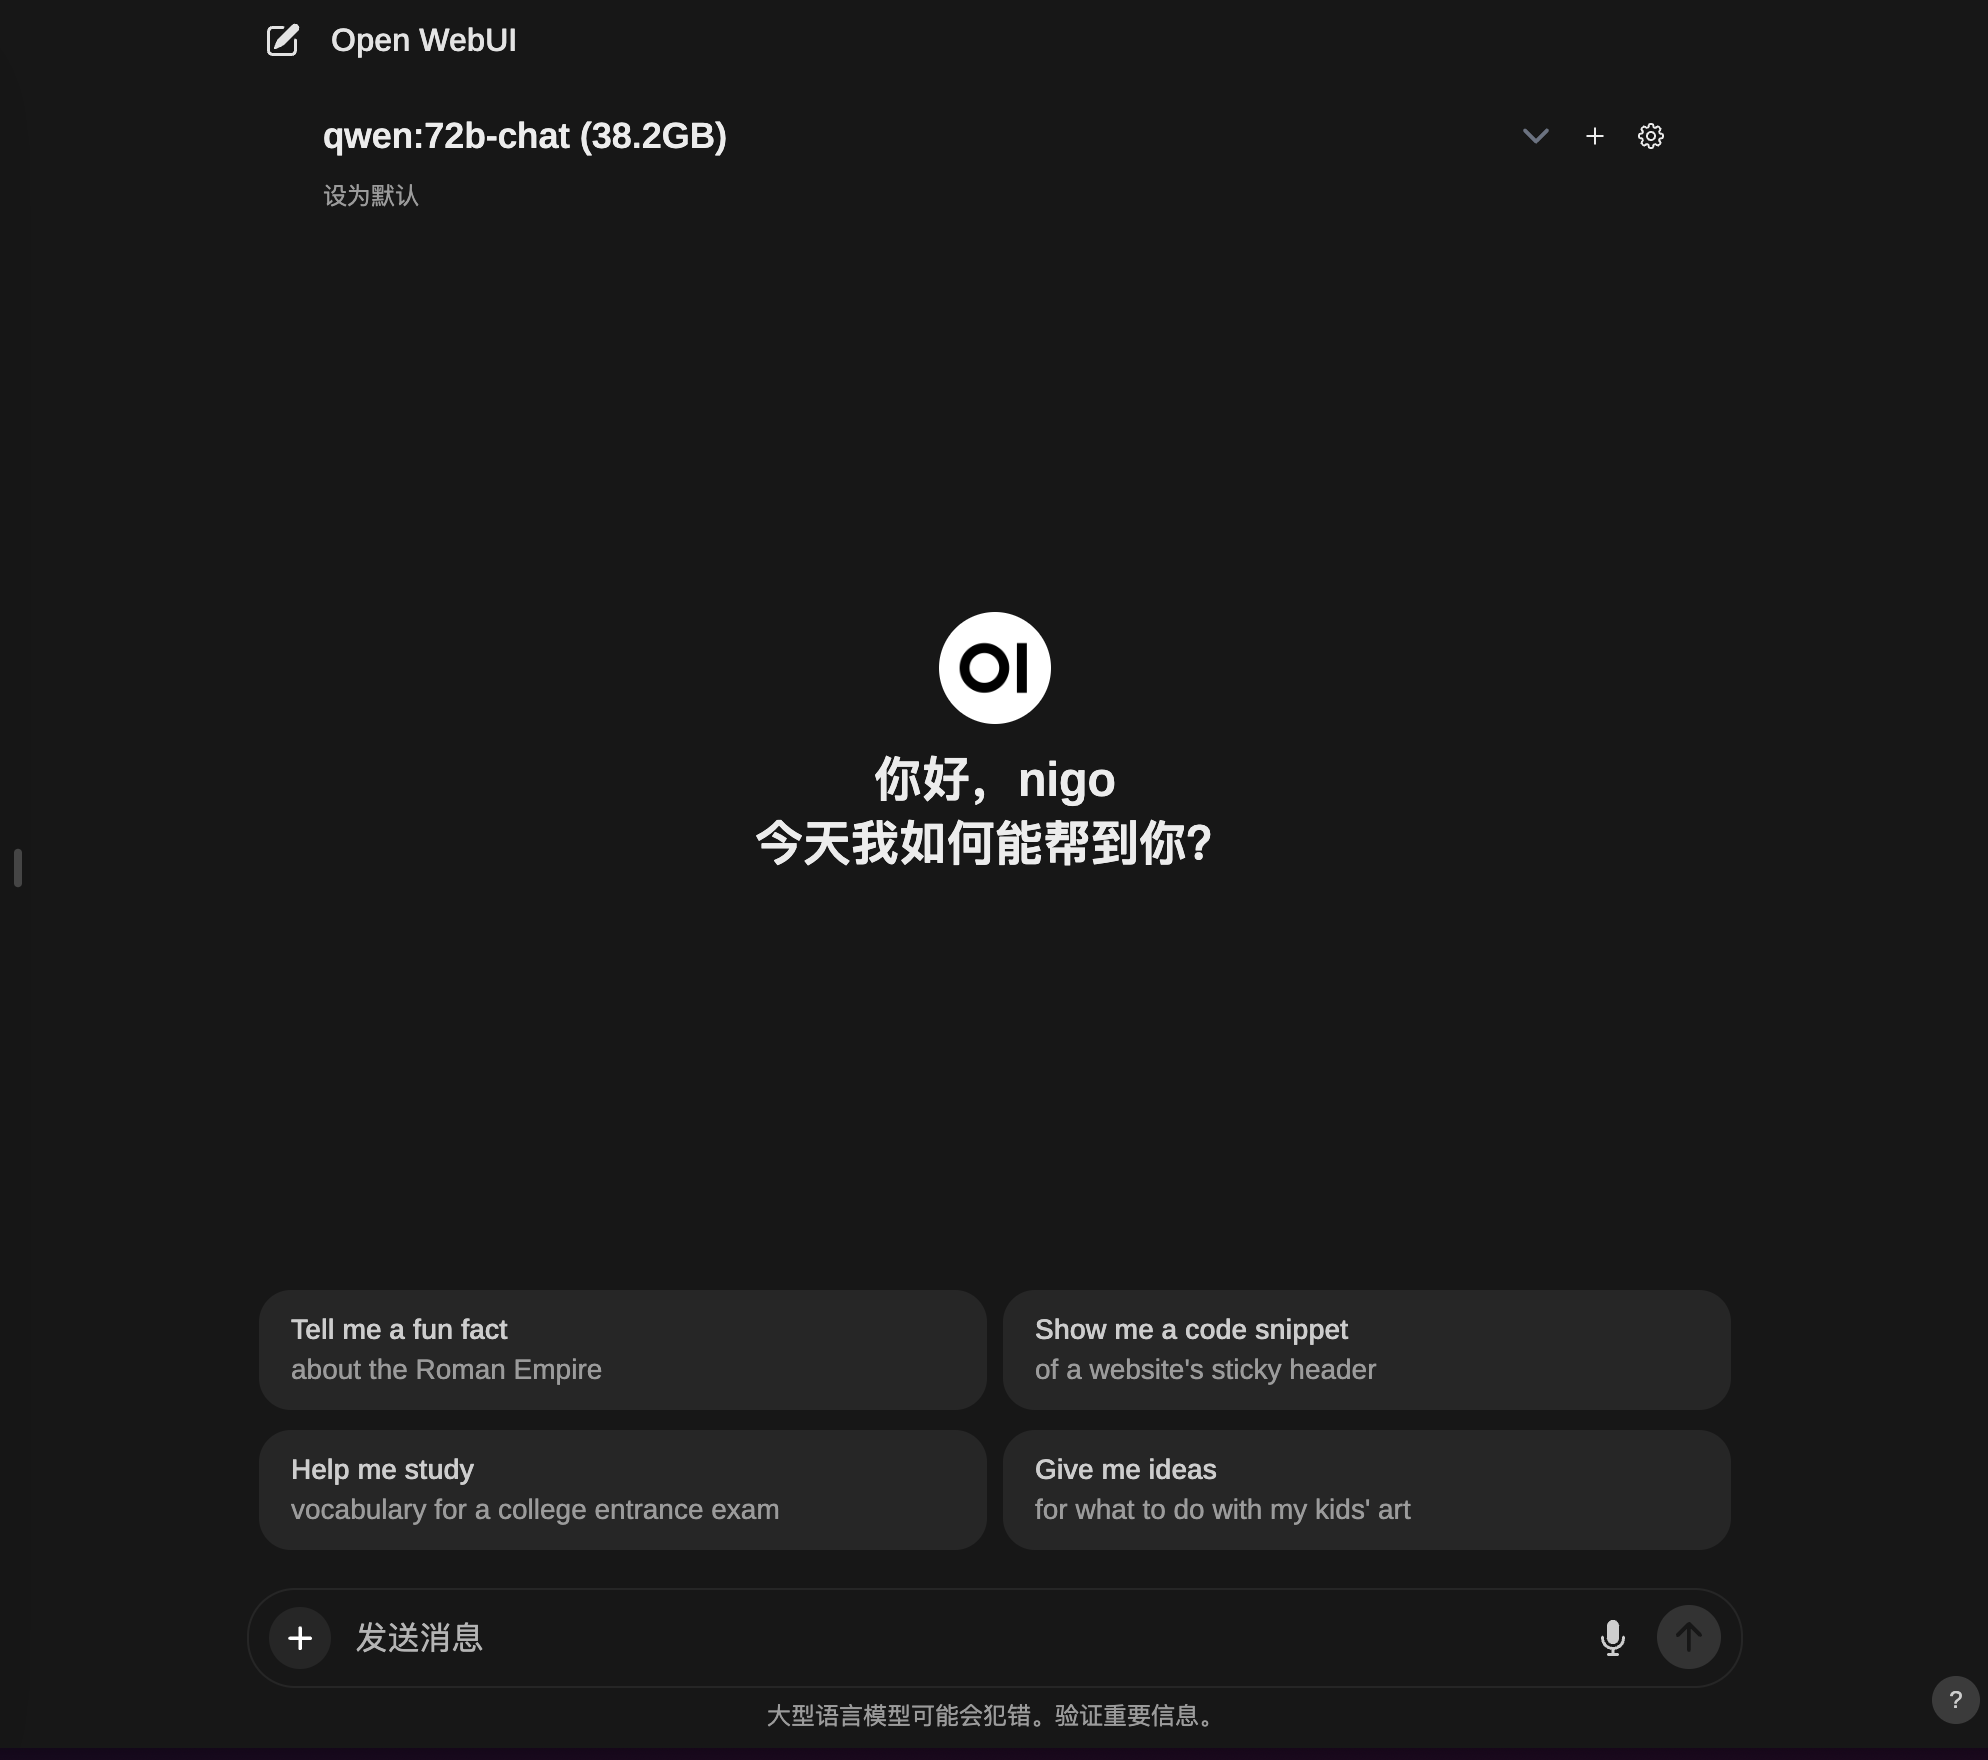 Open WebUI
qwen:72b-chat (38.2GB)
设为默认
OI
你好，nigo
今天我如何能帮到你?
Tell me a fun fact
about the Roman Empire
Show me a code snippet
of a website's sticky header
Help me study
vocabulary for a college entrance exam
Give me ideas
for what to do with my kids' art
发送消息
大型语言模型可能会犯错。验证重要信息。
?